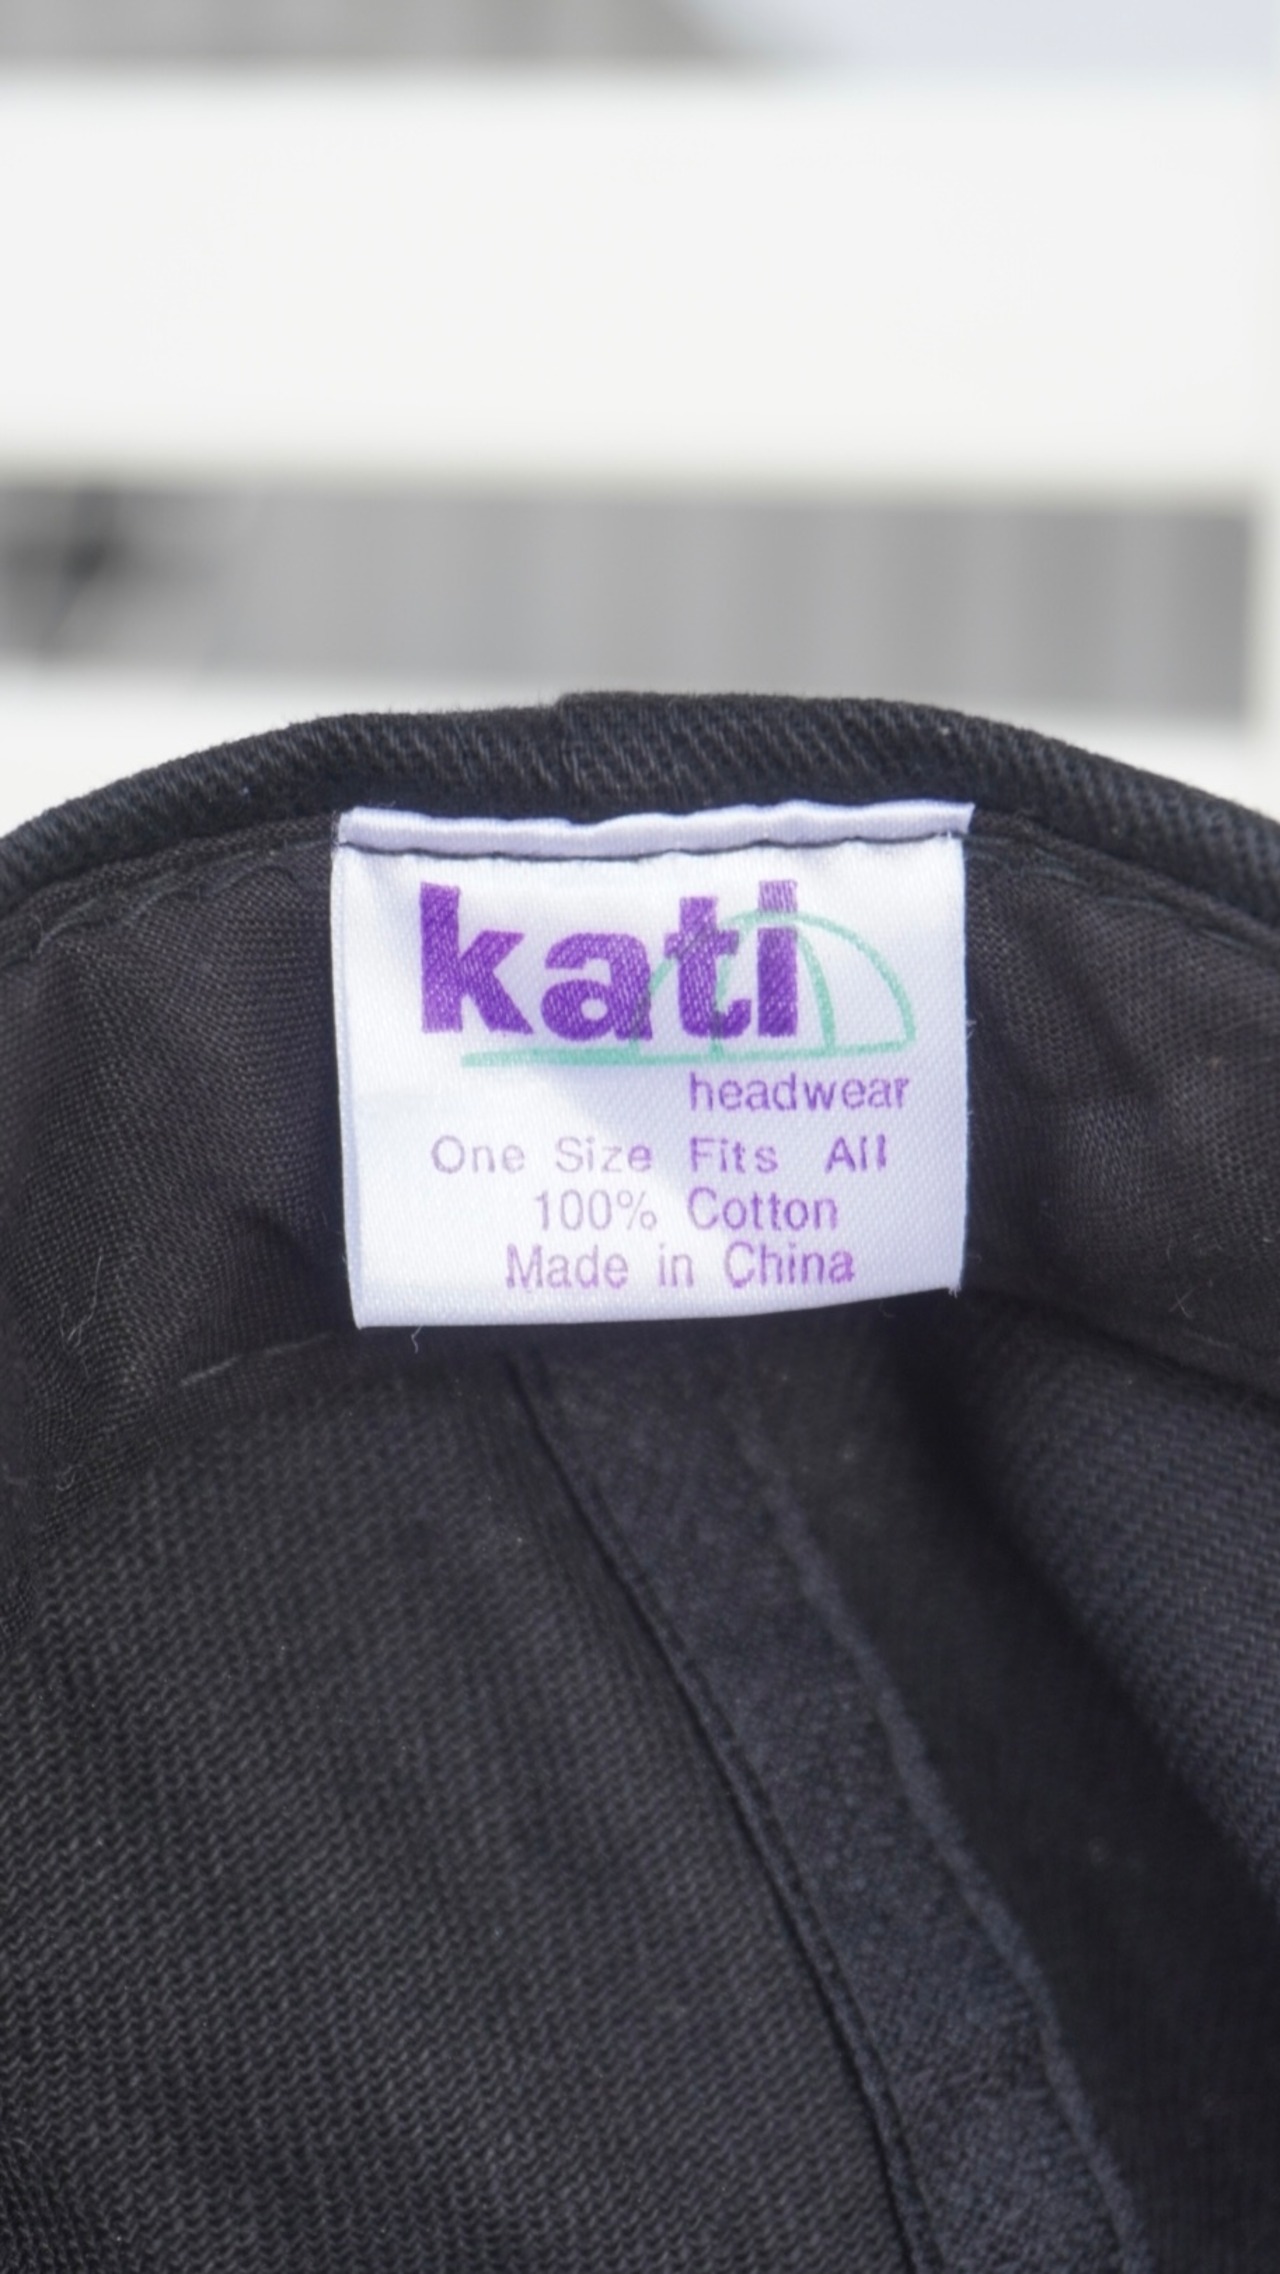 kati
headwear
One Size Fits All
100% Cotton
Made in China